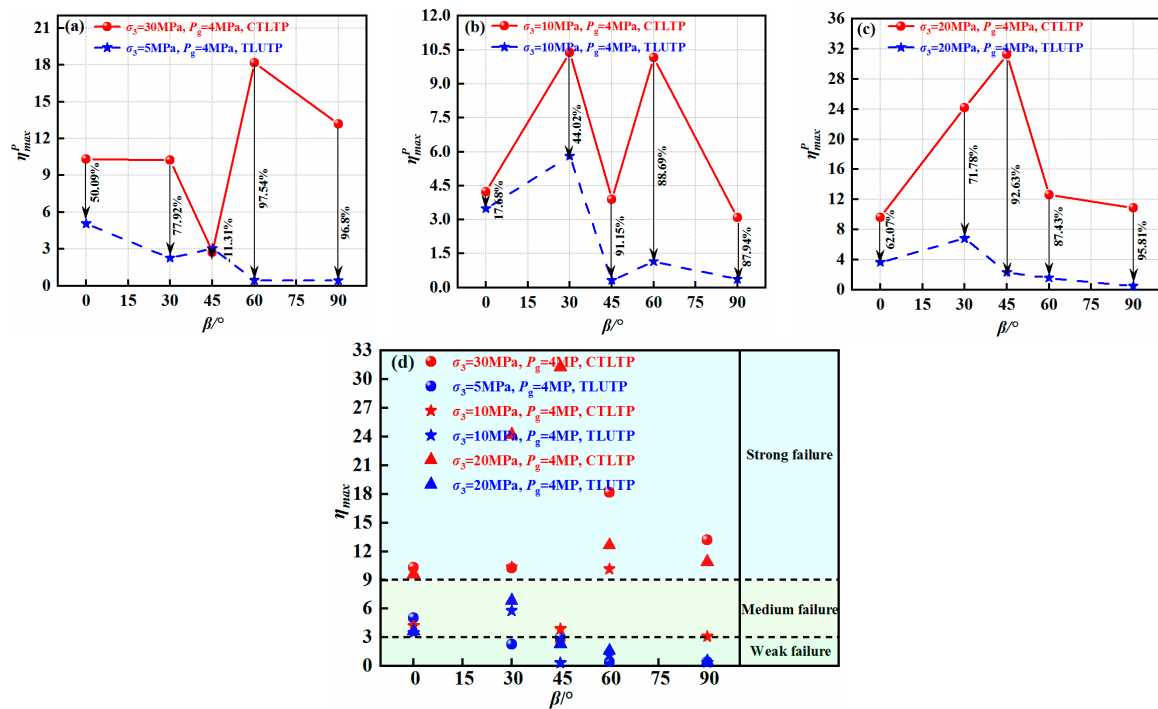 (a)
σ3=30MPa, Pg=4MPa, CTLTP
σ3=5MPa, Pg=4MPa, TLUTP
21
18
15
12
9
6
3
0
η^P_max
50.09%
77.92%
-11.31%
97.54%
96.8%
0 15 30 45 60 75 90
β/°
(b)
σ3=10MPa, Pg=4MPa, CTLTP
σ3=10MPa, Pg=4MPa, TLUTP
12.0
10.5
9.0
7.5
6.0
4.5
3.0
1.5
0.0
η^P_max
17.68%
44.02%
91.15%
88.69%
87.94%
0 15 30 45 60 75 90
β/°
(c)
σ3=20MPa, Pg=4MPa, CTLTP
σ3=20MPa, Pg=4MPa, TLUTP
36
32
28
24
20
16
12
8
4
0
η^P_max
62.07%
71.78%
92.63%
87.43%
95.81%
0 15 30 45 60 75 90
β/°
(d)
σ3=30MPa, Pg=4MP, CTLTP
σ3=5MPa, Pg=4MP, TLUTP
σ3=10MPa, Pg=4MP, CTLTP
σ3=10MPa, Pg=4MP, TLUTP
σ3=20MPa, Pg=4MP, CTLTP
σ3=20MPa, Pg=4MP, TLUTP
33
30
27
24
21
18
15
12
9
6
3
0
ηmax
Strong failure
Medium failure
Weak failure
0 15 30 45 60 75 90
β/°